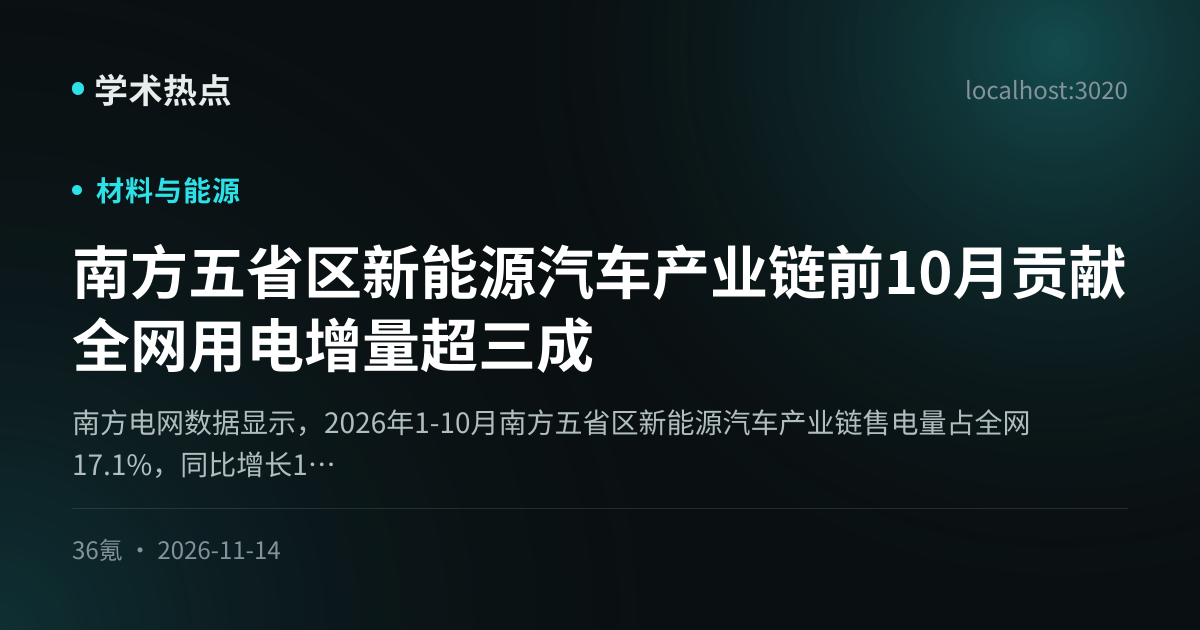 学术热点
localhost:3020
材料与能源
南方五省区新能源汽车产业链前10月贡献
全网用电增量超三成
南方电网数据显示，2026年1-10月南方五省区新能源汽车产业链售电量占全网
17.1%，同比增长1…
36氪 · 2026-11-14